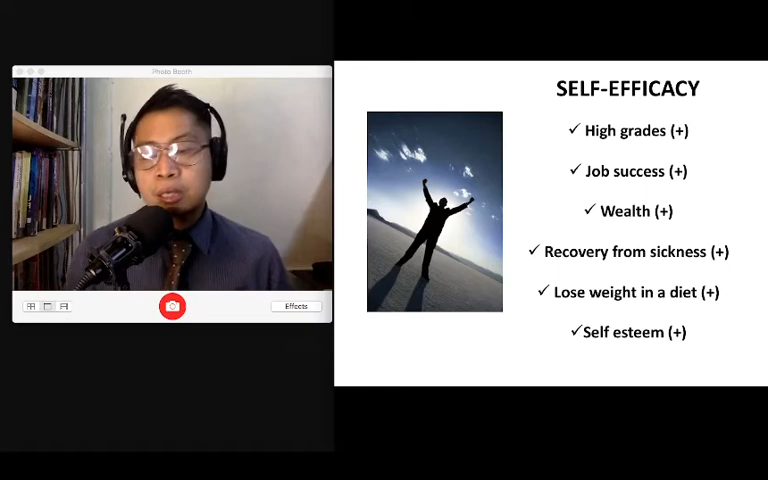 Photo Booth
Effects
SELF-EFFICACY
✓ High grades (+)
✓ Job success (+)
✓ Wealth (+)
✓ Recovery from sickness (+)
✓ Lose weight in a diet (+)
✓Self esteem (+)